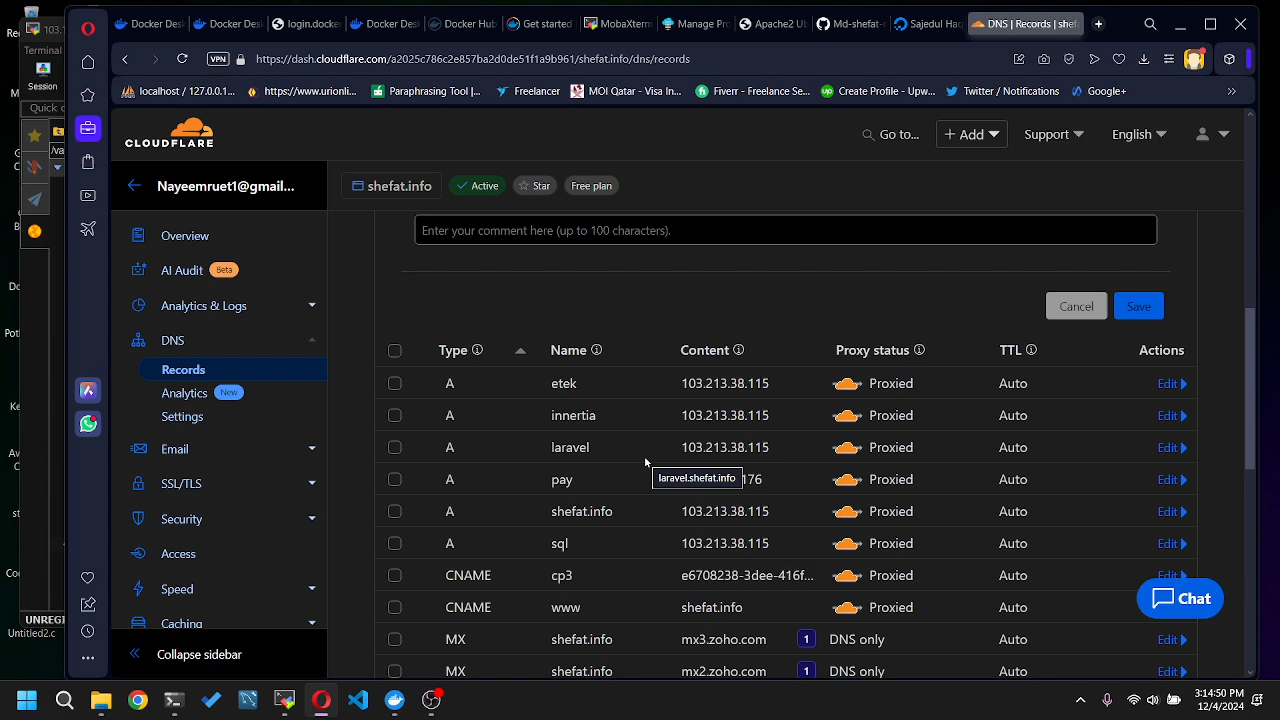 Docker Des
Docker Des
login.docke
Docker Des
Docker Hub
Get started
MobaXterm
Manage Pro
Apache2 Ub
Md-shefat-
Sajedul Haq
DNS | Records | shef.
VPN
https://dash.cloudflare.com/a2025c786c2e857ba2d0de51f1a9b961/shefat.info/dns/records
localhost / 127.0.0.1...
https://www.urionli...
Paraphrasing Tool |...
Freelancer
MOI Qatar - Visa In...
Fiverr - Freelance Se...
Create Profile - Upw...
Twitter / Notifications
Google+
Terminal
Session
Quick c
CLOUDFLARE
Go to...
+ Add
Support
English
Nayeemruet1@gmail...
shefat.info
Active
Star
Free plan
Overview
AI Audit Beta
Analytics & Logs
DNS
Records
Analytics New
Settings
Email
SSL/TLS
Security
Access
Speed
Caching
Collapse sidebar
Enter your comment here (up to 100 characters).
Cancel Save
Type Name Content Proxy status TTL Actions
A etek 103.213.38.115 Proxied Auto Edit
A innertia 103.213.38.115 Proxied Auto Edit
A laravel 103.213.38.115 Proxied Auto Edit
laravel.shefat.info
A pay 176 Proxied Auto Edit
A shefat.info 103.213.38.115 Proxied Auto Edit
A sql 103.213.38.115 Proxied Auto Edit
CNAME cp3 e6708238-3dee-416f... Proxied Auto Edit
CNAME www shefat.info Proxied Auto
MX shefat.info mx3.zoho.com 1 DNS only Auto Edit
MX shefat.info mx2.zoho.com 1 DNS only Auto Edit
Chat
UNREGI
Untitled2.c
3:14:50 PM
12/4/2024